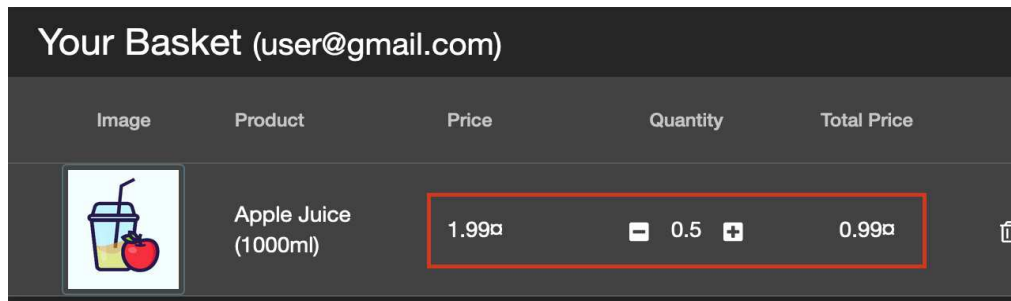 Your Basket (user@gmail.com)
Image Product Price Quantity Total Price
Apple Juice
(1000ml)
1.99¤ 0.5 0.99¤